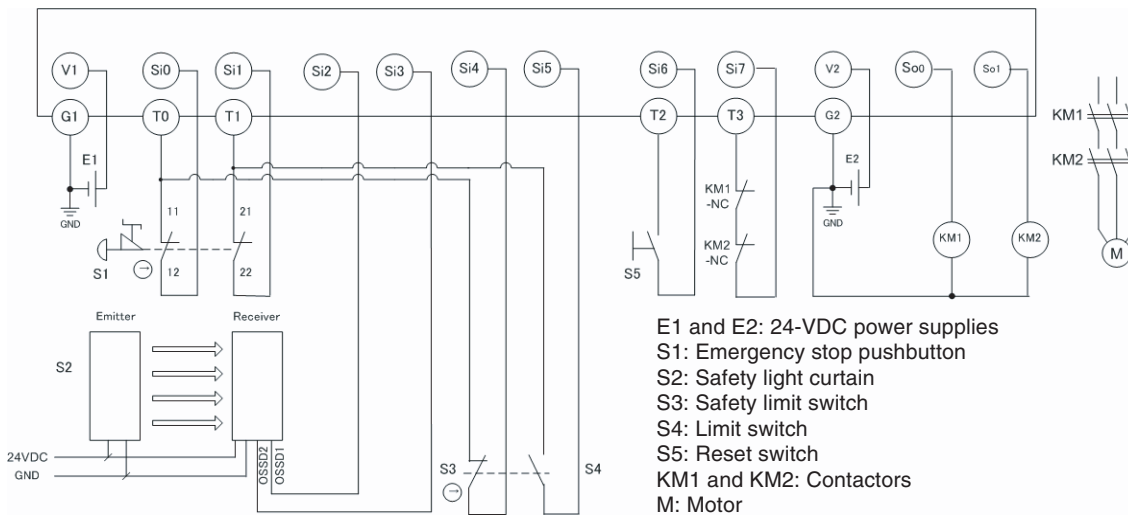 V1 Si0 Si1 Si2 Si3 Si4 Si5 Si6 Si7 V2 So0 So1
G1 T0 T1 T2 T3 G2
KM1
KM2
E1
E2
GND
GND
KM1
-NC
KM2
-NC
11 21
12 22
S1
S5
KM1 KM2
M
Emitter Receiver
S2
24VDC
GND
OSSD2
OSSD1
S3 S4
E1 and E2: 24-VDC power supplies
S1: Emergency stop pushbutton
S2: Safety light curtain
S3: Safety limit switch
S4: Limit switch
S5: Reset switch
KM1 and KM2: Contactors
M: Motor